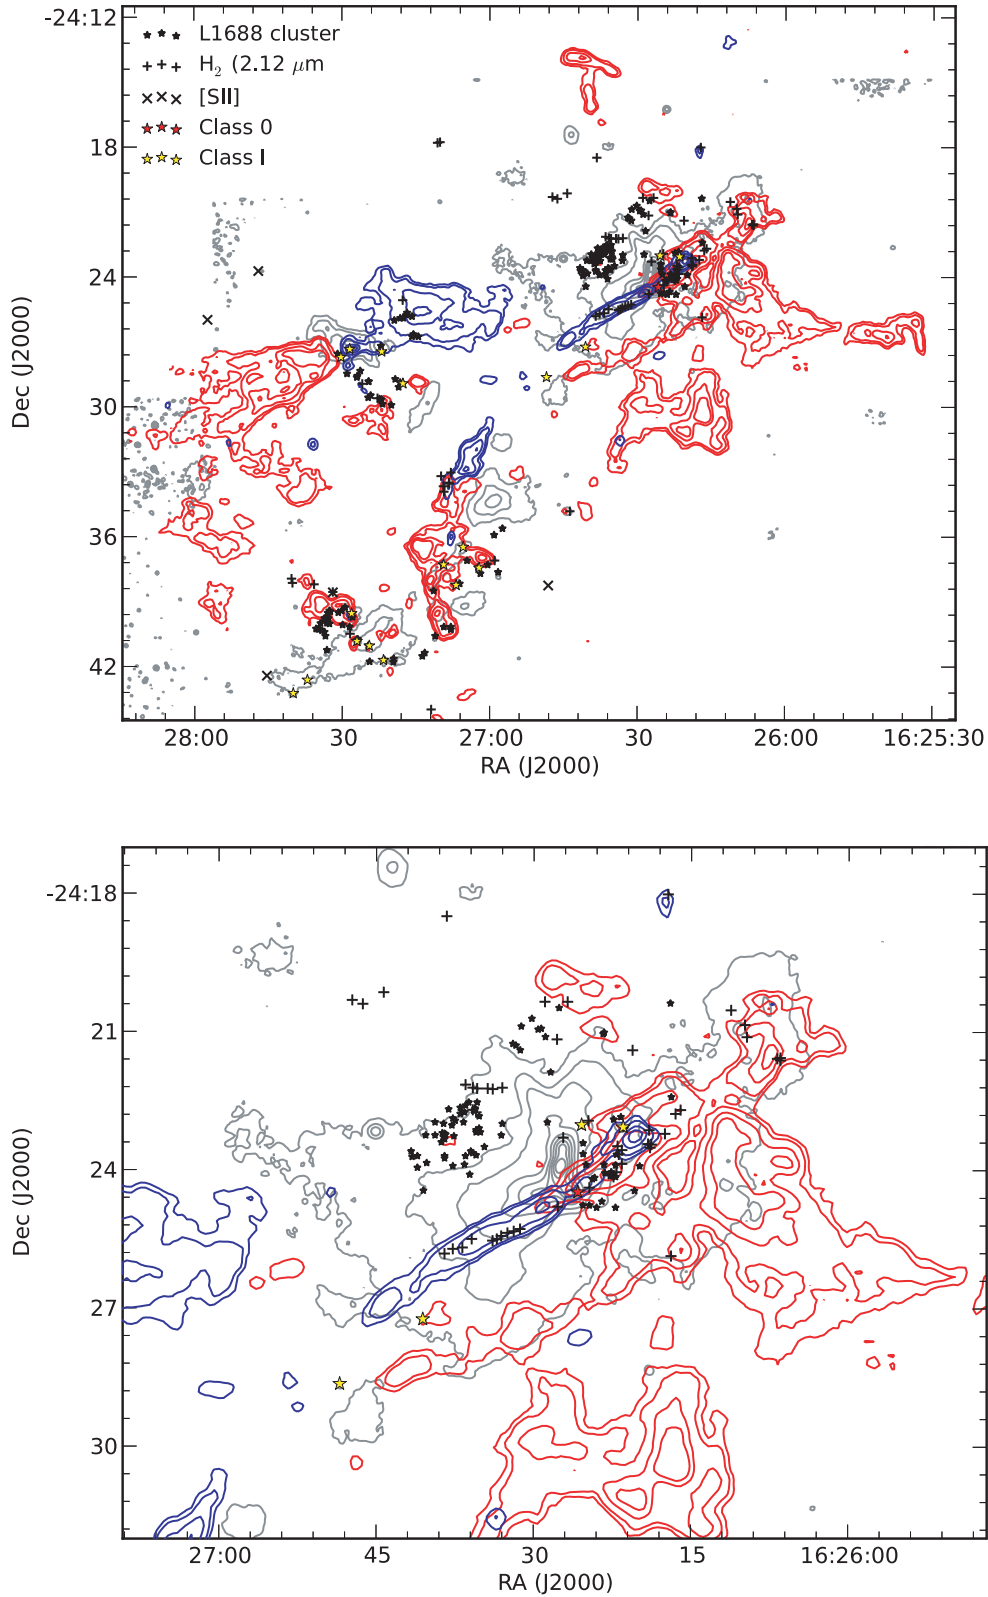 -24:12
18
24
30
36
42
Dec (J2000)
L1688 cluster
H₂ (2.12 μm
[SII]
Class 0
Class I
28:00
30
27:00
30
26:00
16:25:30
RA (J2000)
-24:18
21
24
27
30
Dec (J2000)
27:00
45
30
15
16:26:00
RA (J2000)